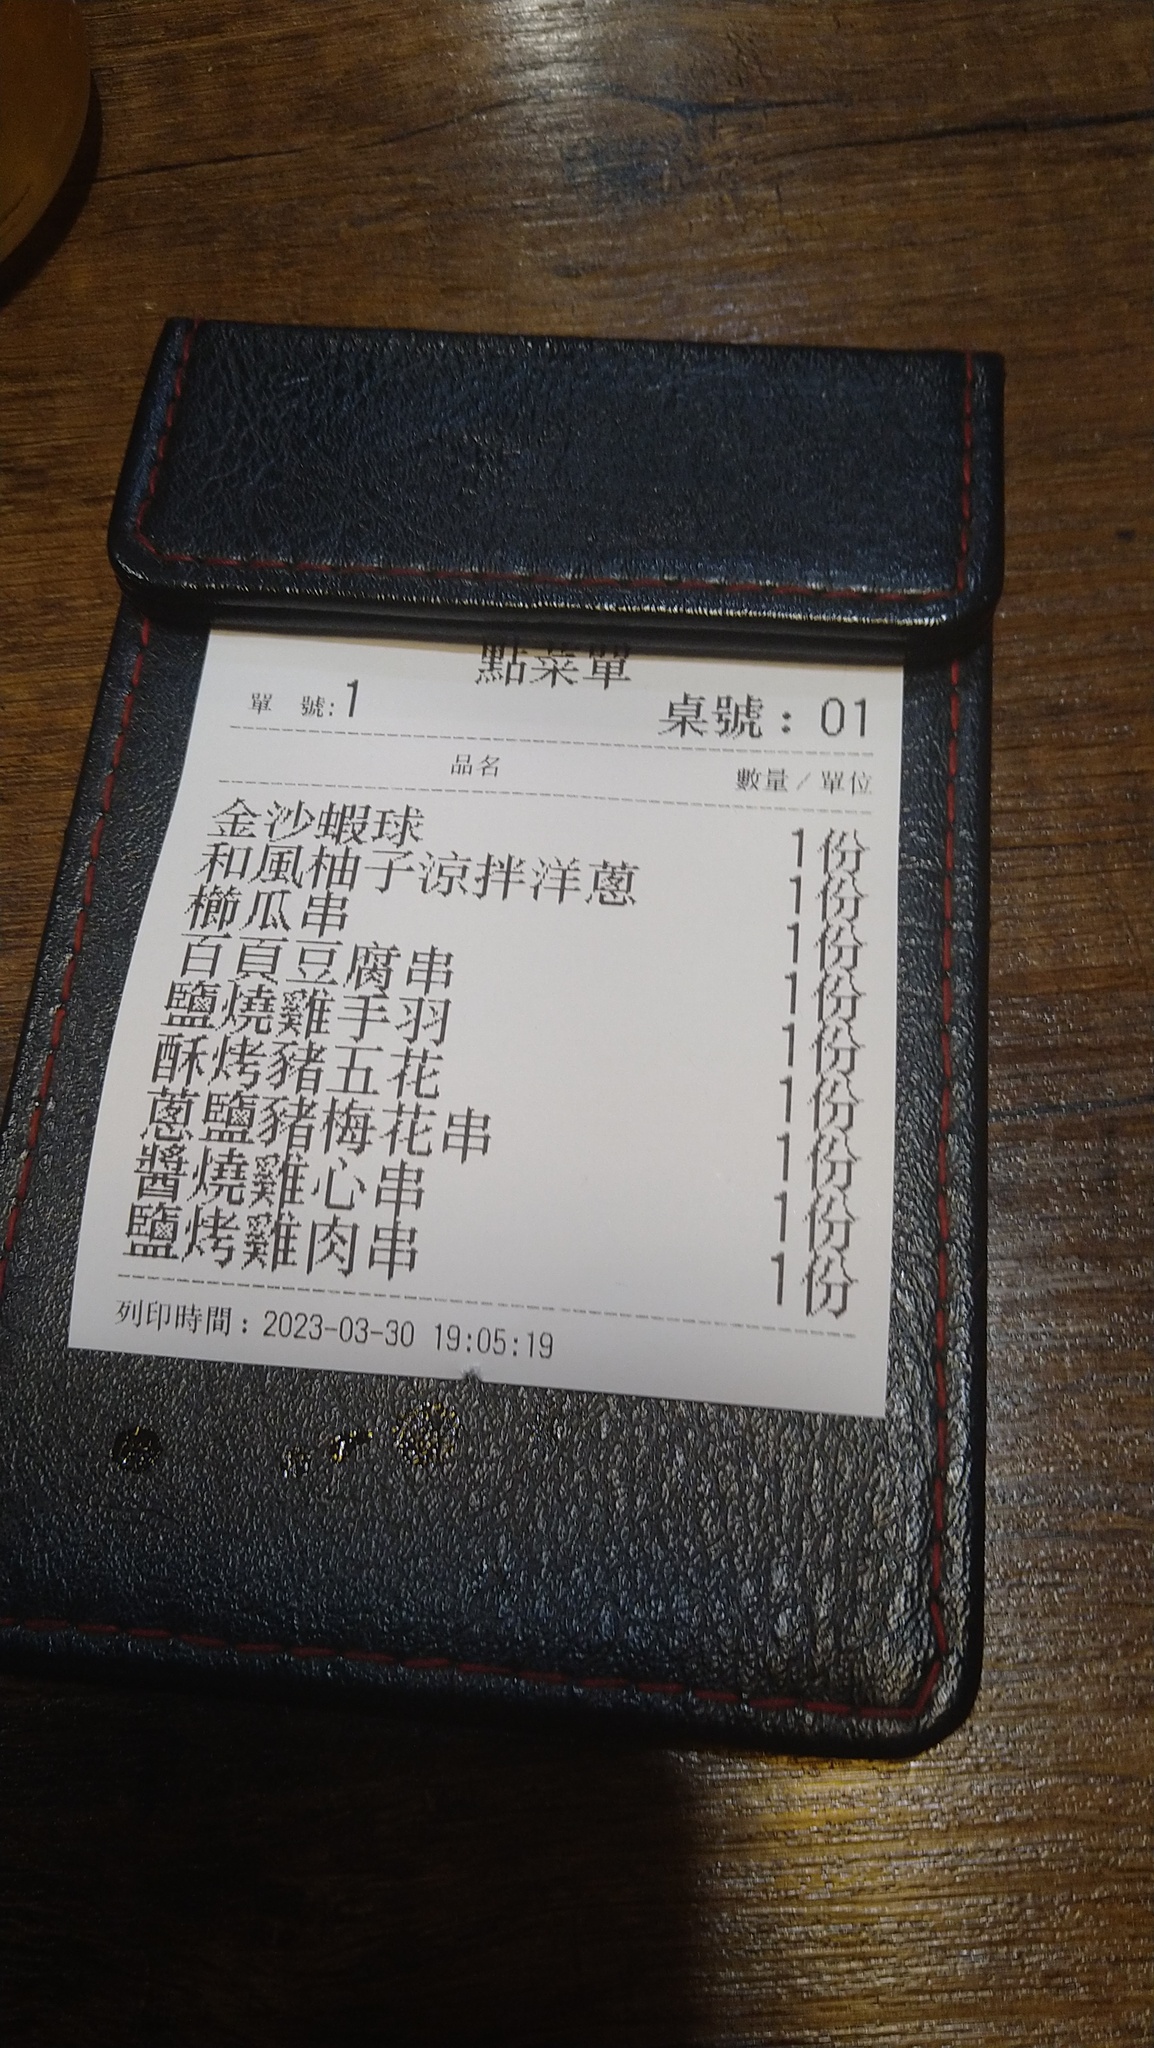 點菜單
單 號:1 桌號：01
品名 數量／單位
金沙蝦球 1份
和風柚子涼拌洋蔥 1份
櫛瓜串 1份
百頁豆腐串 1份
鹽燒雞手羽 1份
酥烤豬五花 1份
蔥鹽豬梅花串 1份
醬燒雞心串 1份
鹽烤雞肉串 1份
列印時間：2023-03-30 19:05:19